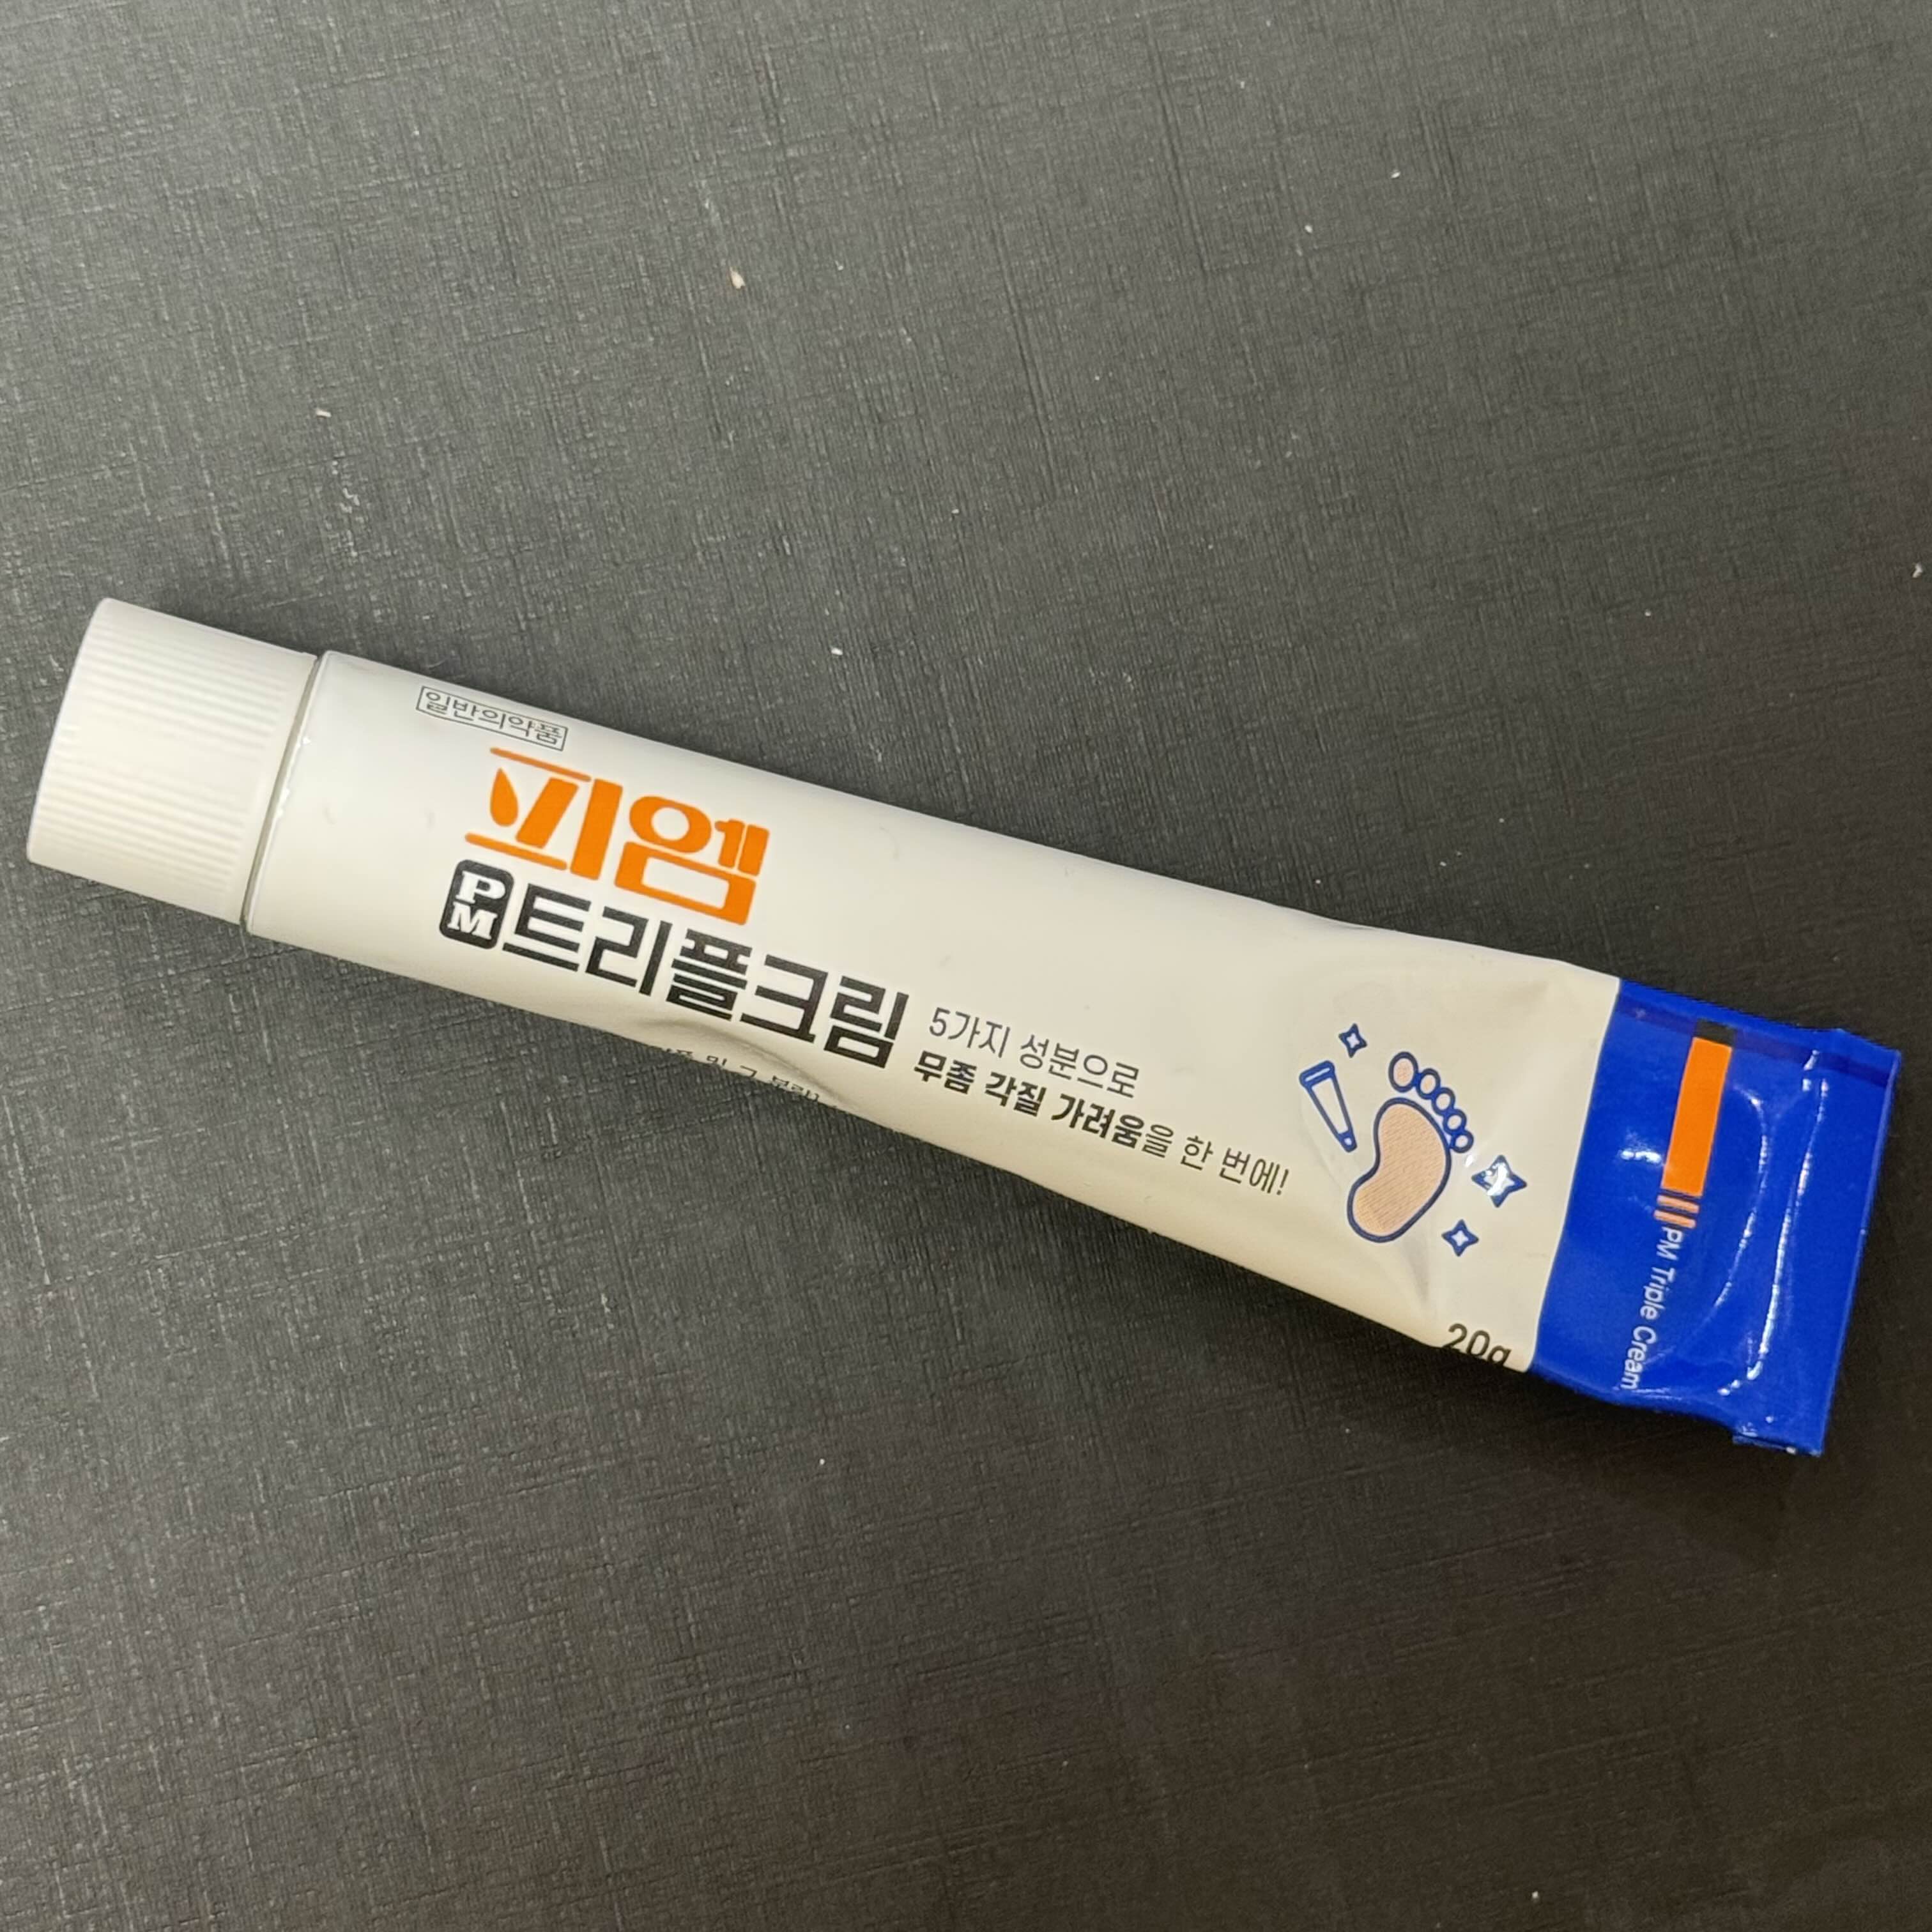 일반의약품
피엠
PM 트리플크림
5가지 성분으로
무좀 각질 가려움을 한 번에!
20g
PM Triple Cream